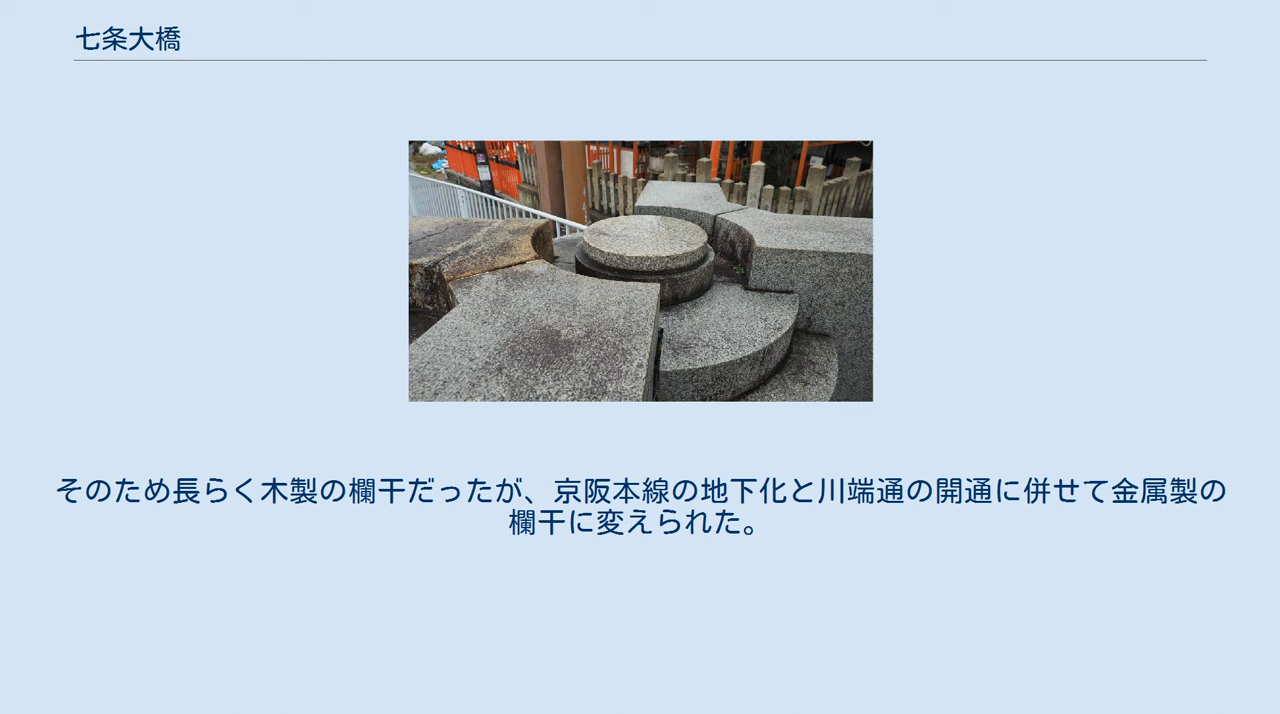 七条大橋
そのため長らく木製の欄干だったが、京阪本線の地下化と川端通の開通に併せて金属製の
欄干に変えられた。